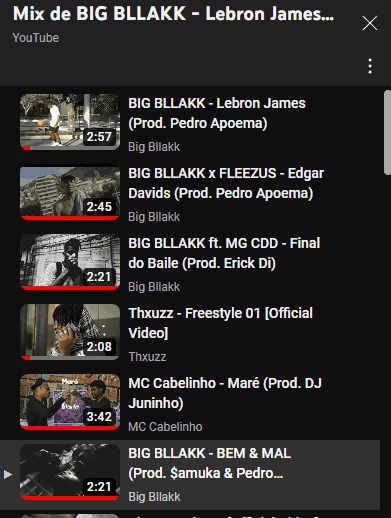 Mix de BIG BLLAKK - Lebron James...
YouTube
2:57
BIG BLLAKK - Lebron James
(Prod. Pedro Apoema)
Big Bllakk
2:45
BIG BLLAKK x FLEEZUS - Edgar
Davids (Prod. Pedro Apoema)
Big Bllakk
2:21
BIG BLLAKK ft. MG CDD - Final
do Baile (Prod. Erick Di)
Big Bllakk
2:08
Thxuzz - Freestyle 01 [Official
Video]
Thxuzz
Maré
3:42
MC Cabelinho - Maré (Prod. DJ
Juninho)
MC Cabelinho
2:21
BIG BLLAKK - BEM & MAL
(Prod. $amuka & Pedro...
Big Bllakk